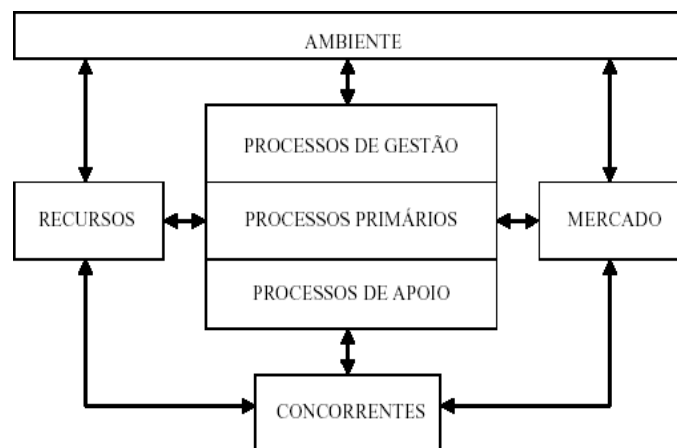 AMBIENTE
PROCESSOS DE GESTÃO
RECURSOS
PROCESSOS PRIMÁRIOS
MERCADO
PROCESSOS DE APOIO
CONCORRENTES